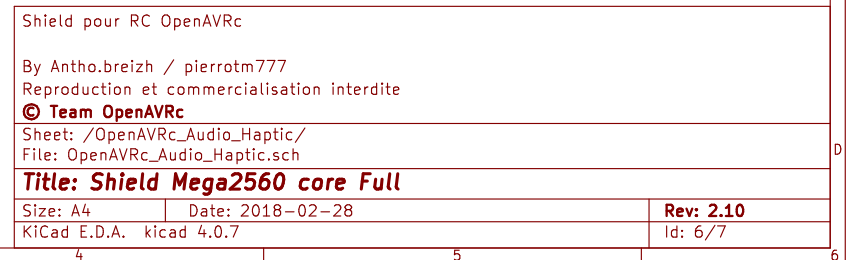 Shield pour RC OpenAVRc
By Antho.breizh / pierrotm777
Reproduction et commercialisation interdite
© Team OpenAVRc
Sheet: /OpenAVRc_Audio_Haptic/
File: OpenAVRc_Audio_Haptic.sch
D
Title: Shield Mega2560 core Full
Size: A4 Date: 2018-02-28 Rev: 2.10
KiCad E.D.A. kicad 4.0.7 Id: 6/7
4 5 6